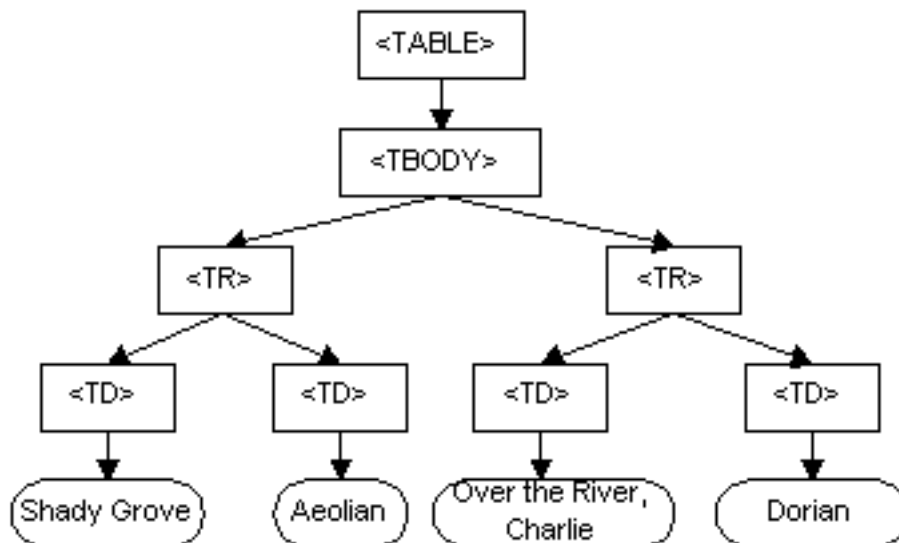 <TABLE>
<TBODY>
<TR>
<TR>
<TD>
<TD>
<TD>
<TD>
Shady Grove
Aeolian
Over the River,
Charlie
Dorian